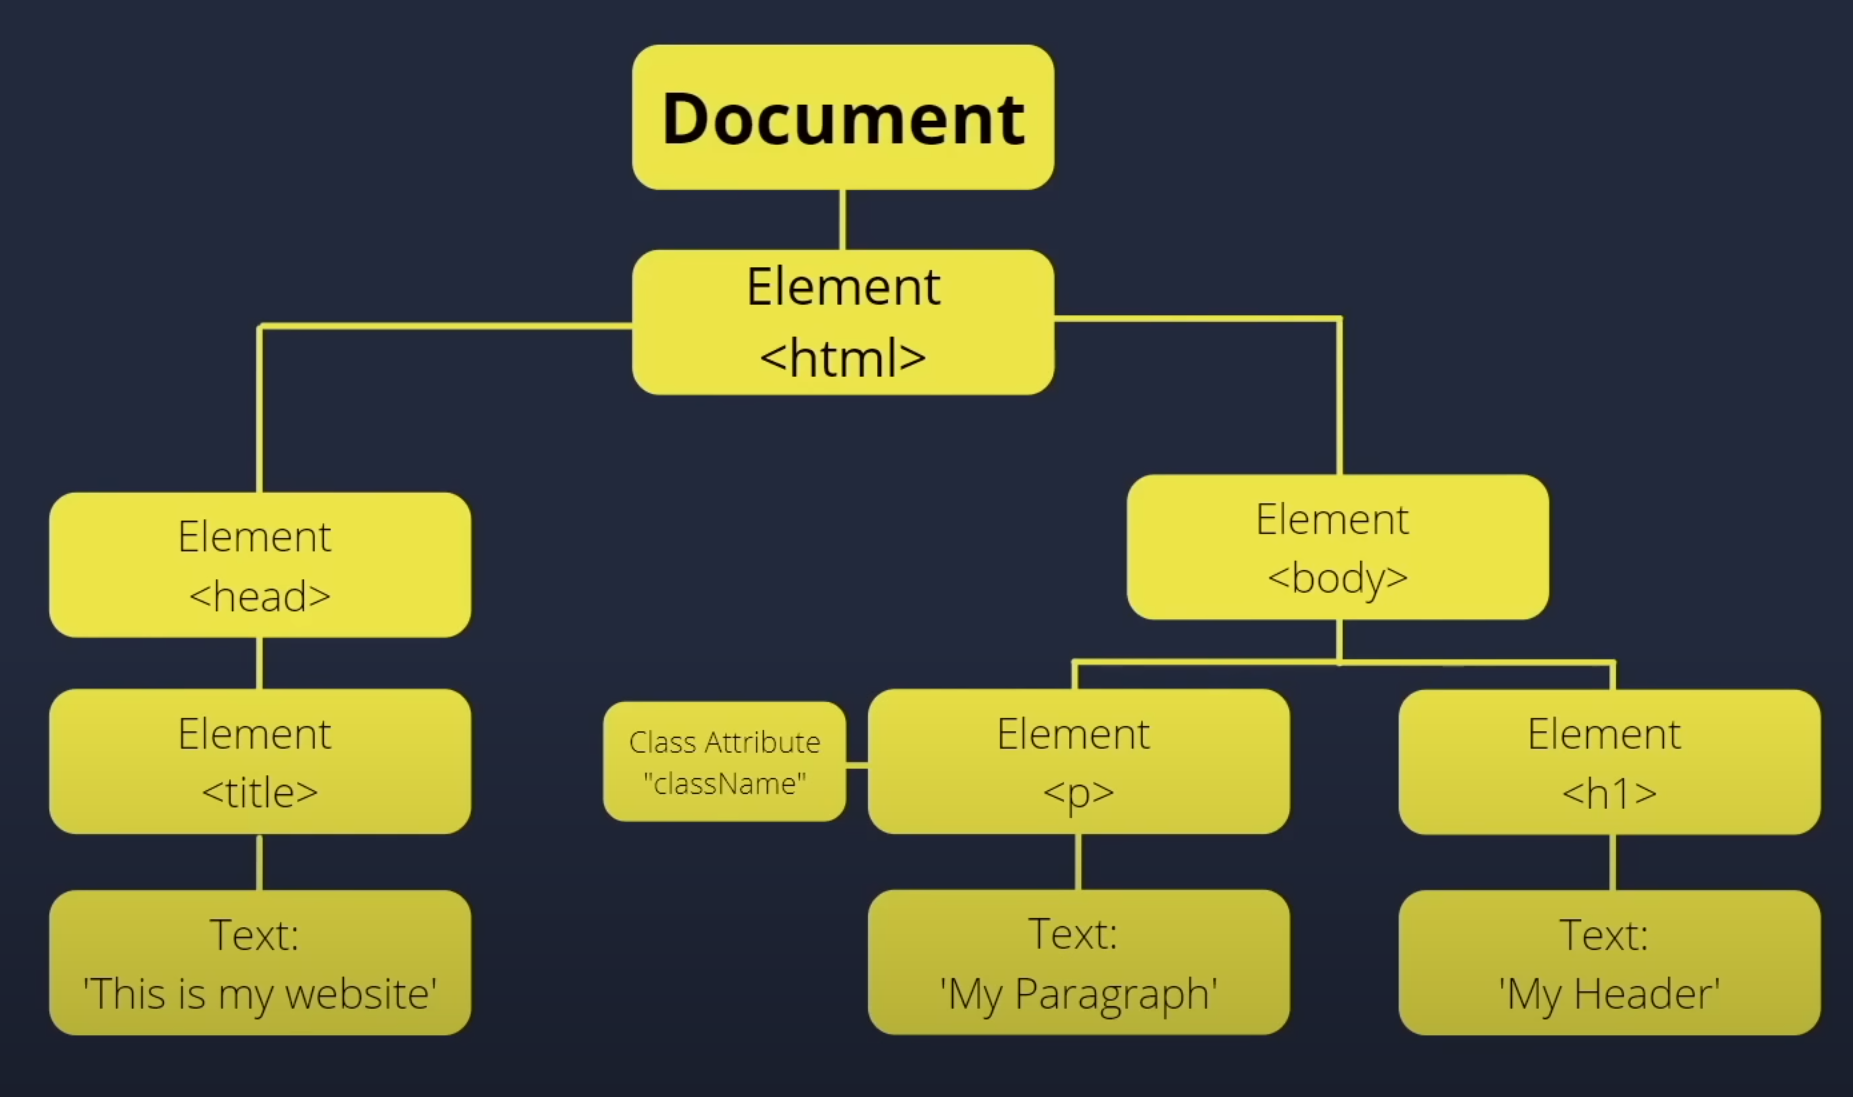 Document
Element
<html>
Element
<head>
Element
<body>
Element
<title>
Class Attribute
"className"
Element
<p>
Element
<h1>
Text:
'This is my website'
Text:
'My Paragraph'
Text:
'My Header'